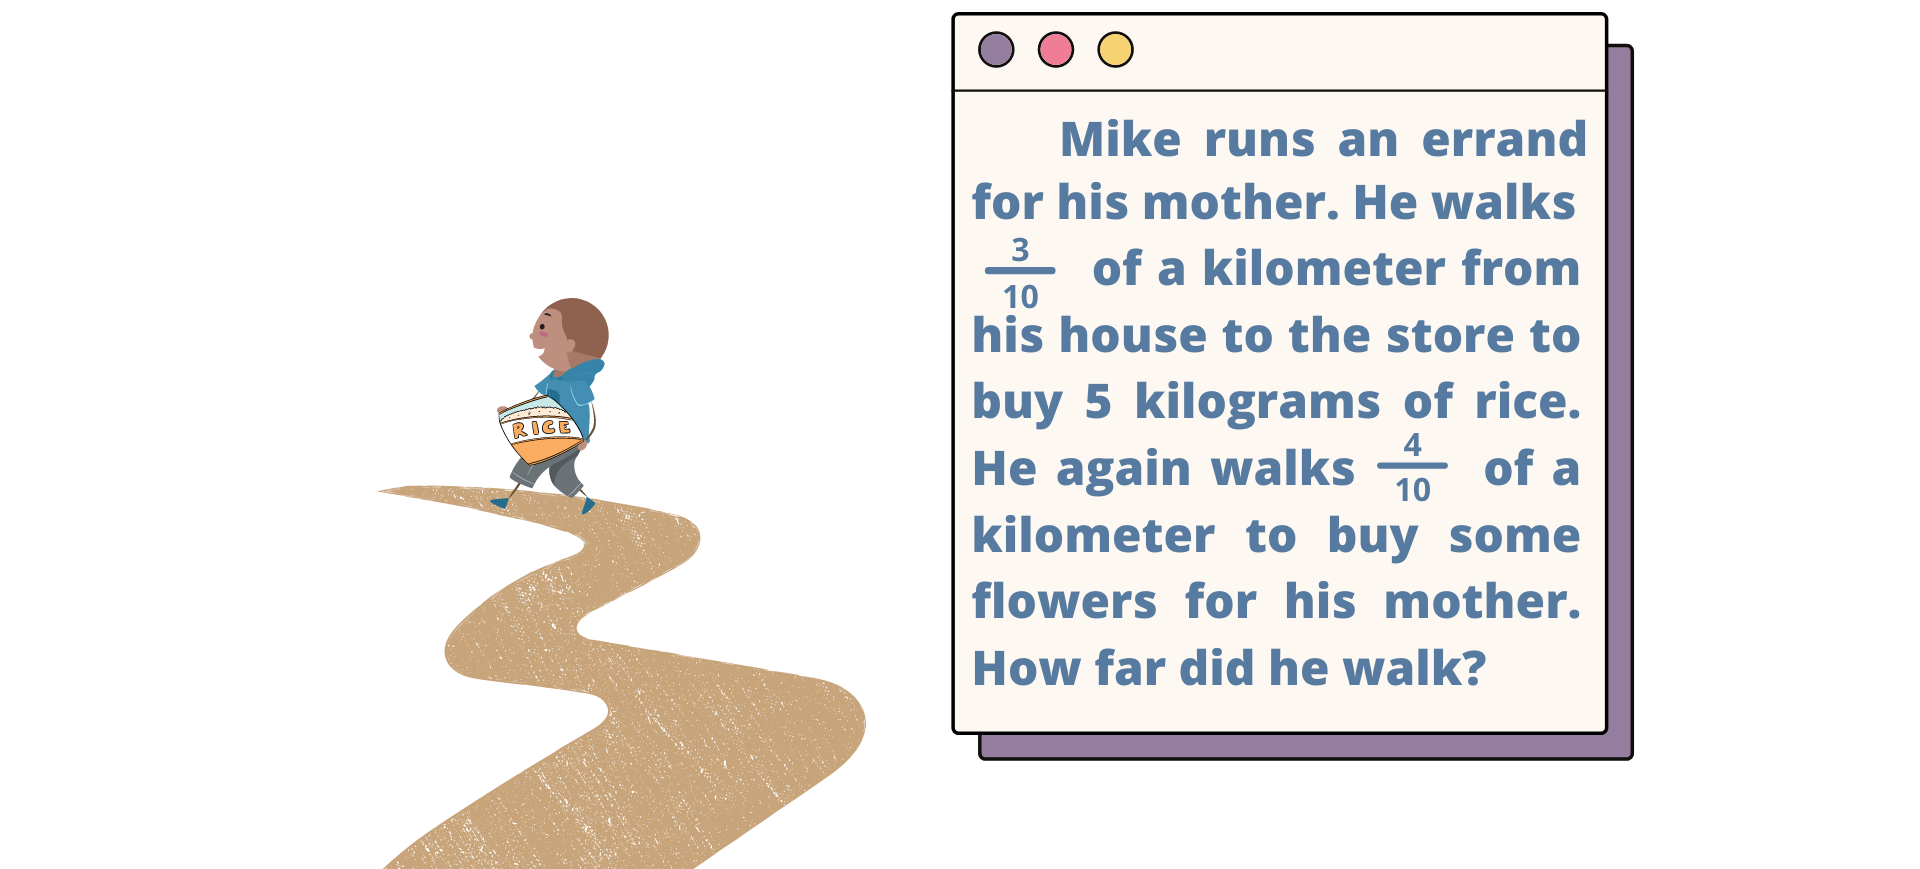 RICE
Mike runs an errand
for his mother. He walks
3/10 of a kilometer from
his house to the store to
buy 5 kilograms of rice.
He again walks 4/10 of a
kilometer to buy some
flowers for his mother.
How far did he walk?